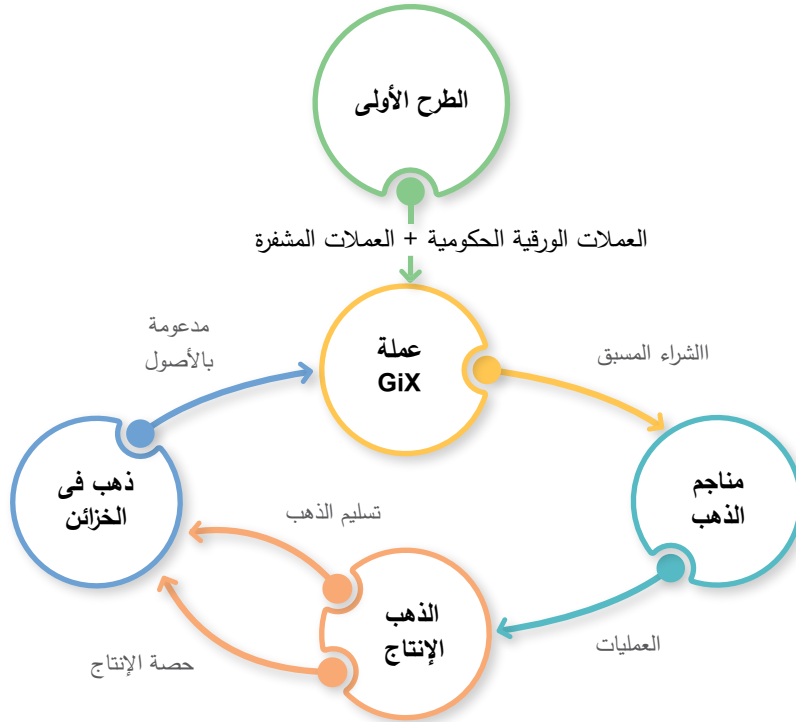 الطرح الأولى
العملات الورقية الحكومية + العملات المشفرة
مدعومة
بالأصول
عملة
GiX
االشراء المسبق
ذهب فى
الخزائن
مناجم
الذهب
تسليم الذهب
الذهب
الإنتاج
حصة الإنتاج
العمليات